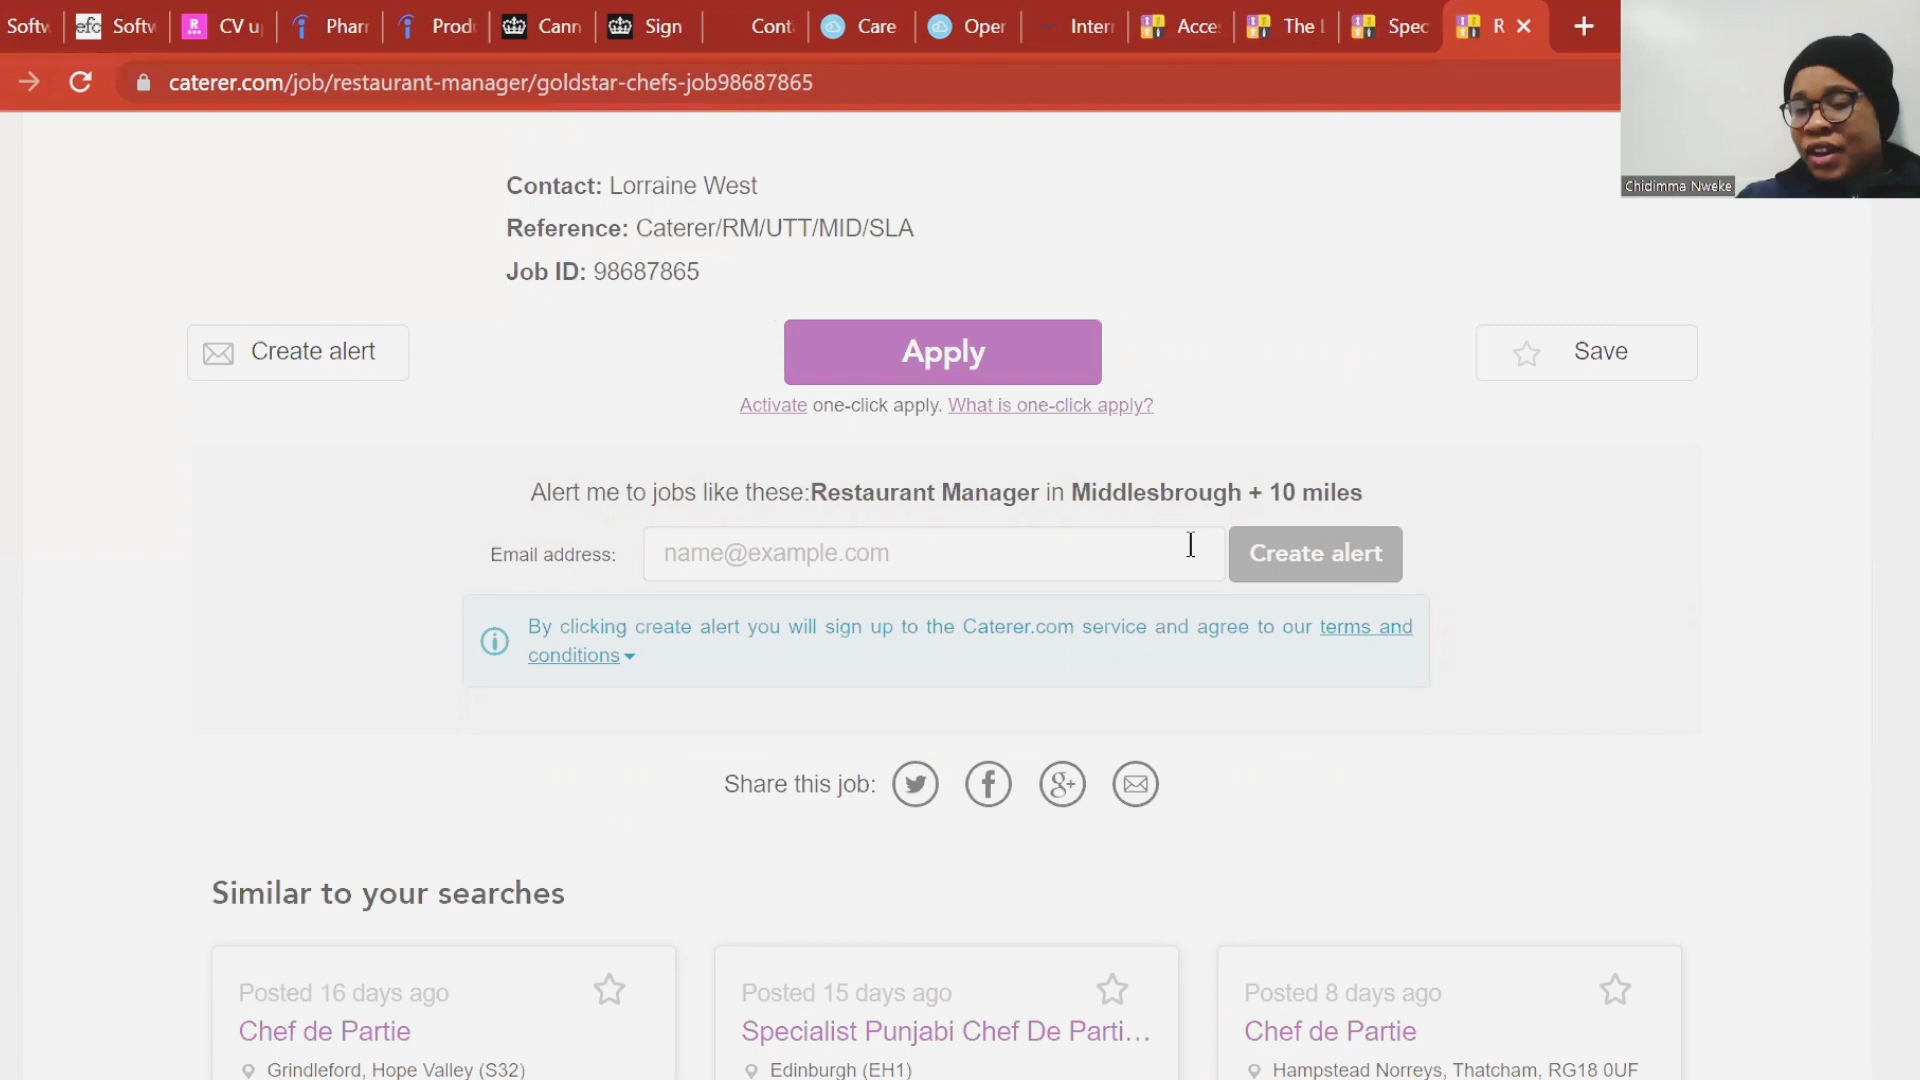 Softw
efc Softw
CV u
Phar
Prod
Cann
Sign
Cont
Care
Oper
Inter
Acce
The
Spec
R
caterer.com/job/restaurant-manager/goldstar-chefs-job98687865
Chidimma Nweke
Contact: Lorraine West
Reference: Caterer/RM/UTT/MID/SLA
Job ID: 98687865
Create alert
Apply
Save
Activate one-click apply. What is one-click apply?
Alert me to jobs like these:Restaurant Manager in Middlesbrough + 10 miles
Email address: name@example.com Create alert
By clicking create alert you will sign up to the Caterer.com service and agree to our terms and
conditions
Share this job:
Similar to your searches
Posted 16 days ago
Chef de Partie
Grindleford, Hope Valley (S32)
Posted 15 days ago
Specialist Punjabi Chef De Parti...
Edinburgh (EH1)
Posted 8 days ago
Chef de Partie
Hampstead Norreys, Thatcham, RG18 0UF